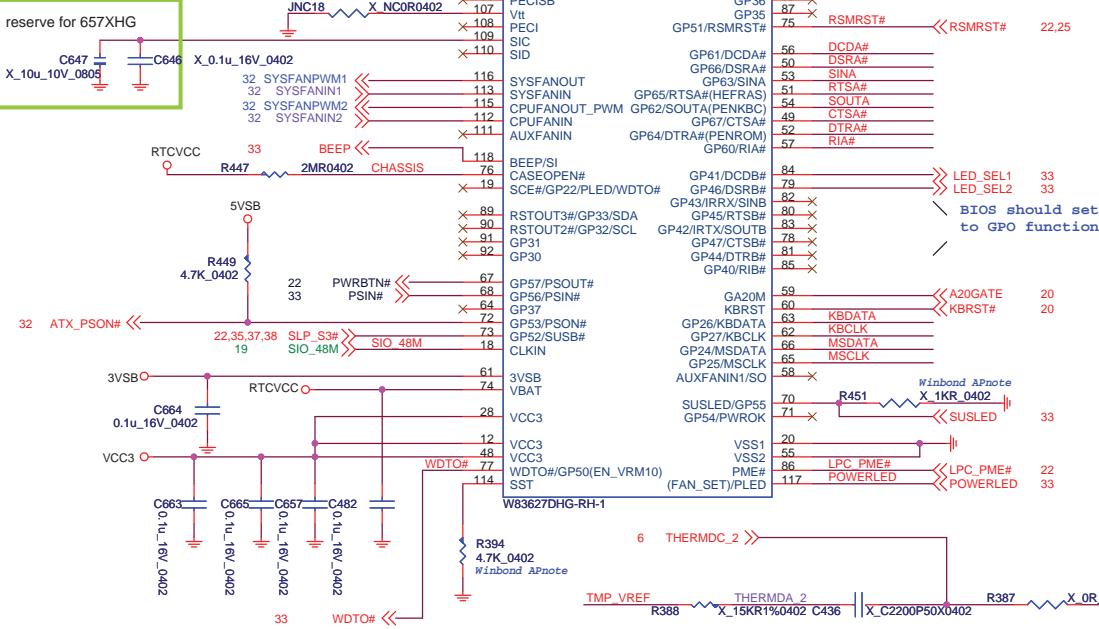 reserve for 657XHG
C647
X_10u_10V_0805
C646
X_0.1u_16V_0402
JNC18
X_NC0R0402
107
Vtt
108
PECI
109
SIC
110
SID
32 SYSFANPWM1
116
SYSFANOUT
32 SYSFANIN1
113
SYSFANIN
32 SYSFANPWM2
115
CPUFANOUT_PWM
32 SYSFANIN2
112
CPUFANIN
111
AUXFANIN
33 BEEP
118
BEEP/SI
RTCVCC
R447
2MR0402
CHASSIS
76
CASEOPEN#
19
SCE#/GP22/PLED/WDTO#
5VSB
89
RSTOUT3#/GP33/SDA
90
RSTOUT2#/GP32/SCL
91
GP31
92
GP30
R449
4.7K_0402
22 PWRBTN#
67
GP57/PSOUT#
33 PSIN#
68
GP56/PSIN#
64
GP37
32 ATX_PSON#
72
GP53/PSON#
22,35,37,38 SLP_S3#
73
GP52/SUSB#
19 SIO_48M
SIO_48M
18
CLKIN
3VSB
61
3VSB
RTCVCC
74
VBAT
C664
0.1u_16V_0402
28
VCC3
12
VCC3
VCC3
48
VCC3
WDTO#
77
WDTO#/GP50(EN_VRM10)
114
SST
C663
0.1u_16V_0402
C665
0.1u_16V_0402
C657
0.1u_16V_0402
C482
0.1u_16V_0402
R394
4.7K_0402
Winbond APnote
33 WDTO#
W83627DHG-RH-1
PECISB
GP36
GP35
87
GP51/RSMRST#
75
RSMRST#
RSMRST# 22,25
GP61/DCDA#
56
DCDA#
GP66/DSRA#
50
DSRA#
GP63/SINA
53
SINA
GP65/RTSA#(HEFRAS)
51
RTSA#
GP62/SOUTA(PENKBC)
54
SOUTA
GP67/CTSA#
49
CTSA#
GP64/DTRA#(PENROM)
52
DTRA#
GP60/RIA#
57
RIA#
GP41/DCDB#
84
LED_SEL1 33
GP46/DSRB#
79
LED_SEL2 33
GP43/IRRX/SINB
82
GP45/RTSB#
80
GP42/IRTX/SOUTB
83
GP47/CTSB#
78
GP44/DTRB#
81
GP40/RIB#
85
BIOS should set
to GPO function
GA20M
59
A20GATE 20
KBRST
60
KBRST# 20
GP26/KBDATA
63
KBDATA
GP27/KBCLK
62
KBCLK
GP24/MSDATA
66
MSDATA
GP25/MSCLK
65
MSCLK
AUXFANIN1/SO
58
SUSLED/GP55
70
R451
Winbond APnote
X_1KR_0402
GP54/PWROK
71
SUSLED 33
VSS1
20
VSS2
55
PME#
86
LPC_PME#
LPC_PME# 22
(FAN_SET)/PLED
117
POWERLED
POWERLED 33
6 THERMDC_2
TMP_VREF
R388
X_15KR1%0402
THERMDA_2
C436
X_C2200P50X0402
R387
X_0R